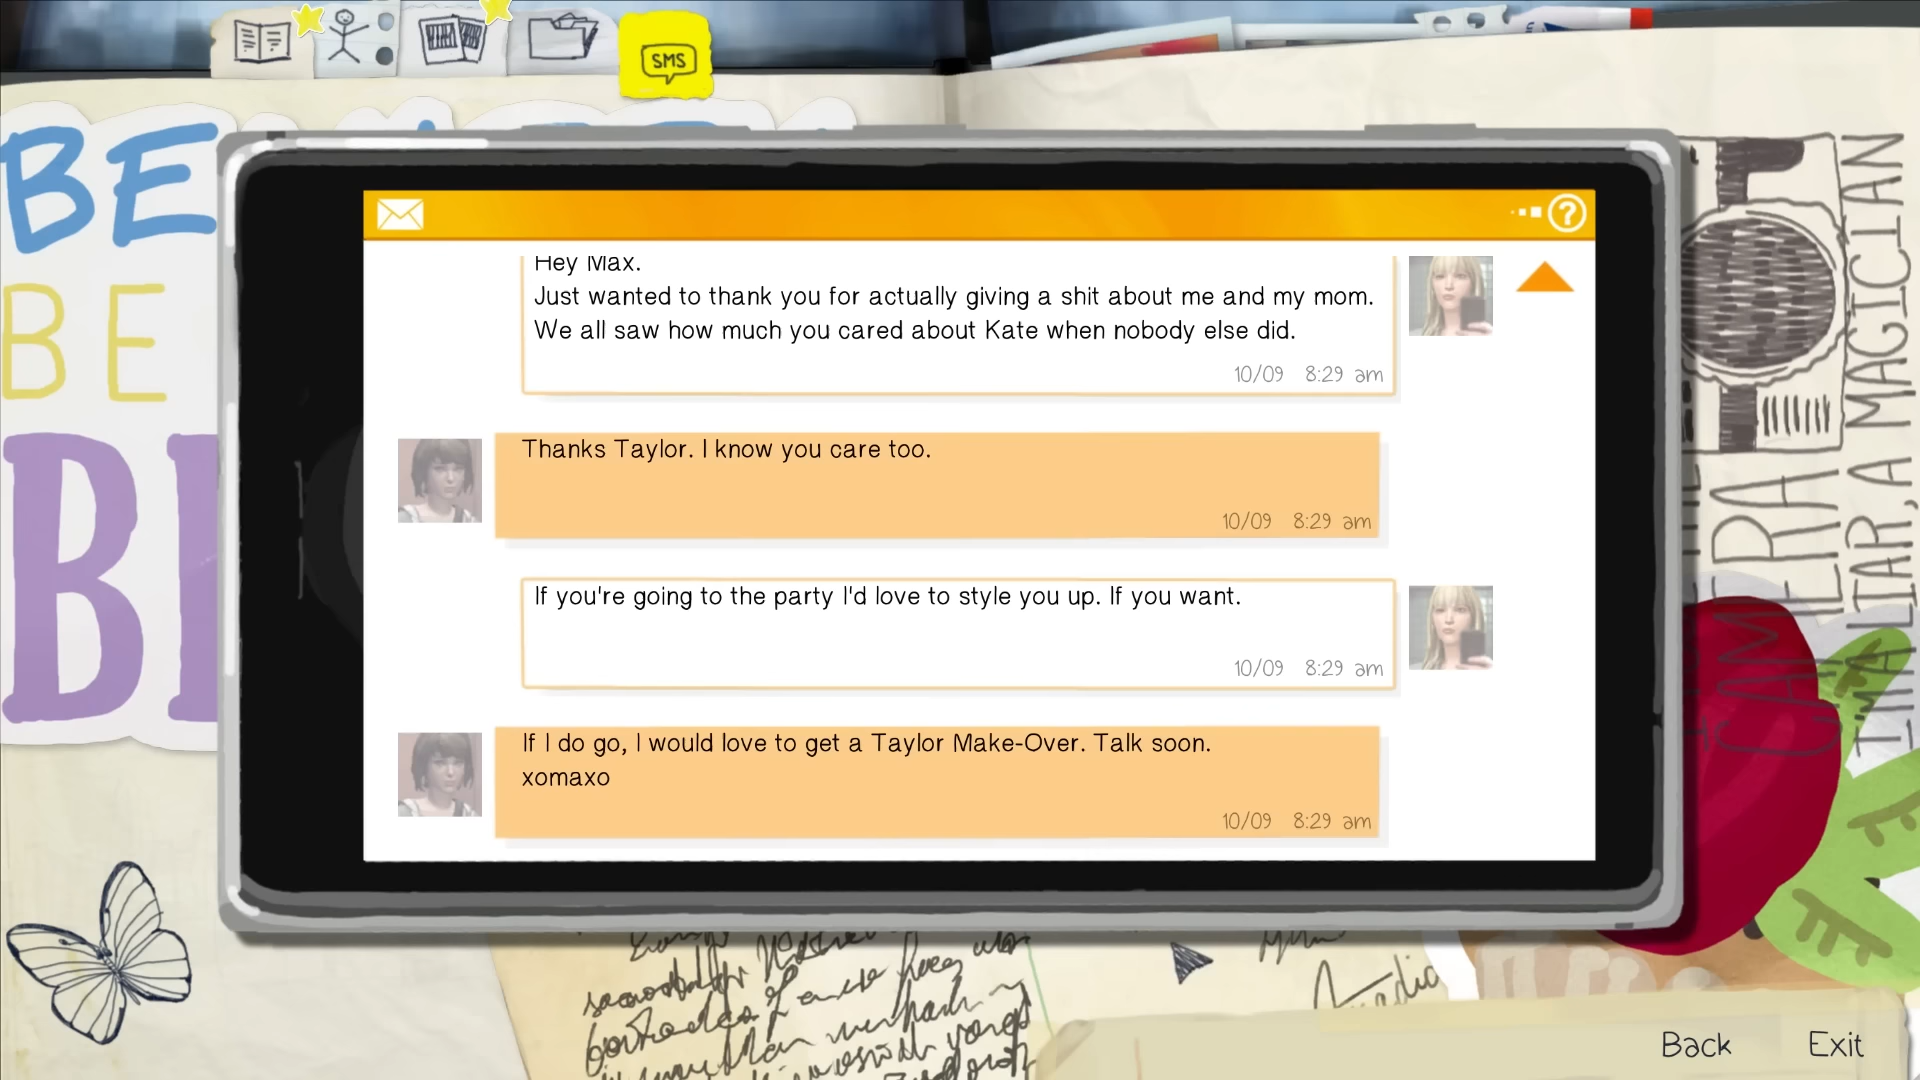 SMS
BE
BE
Hey Max.
Just wanted to thank you for actually giving a shit about me and my mom.
We all saw how much you cared about Kate when nobody else did.
10/09 8:29 am
Thanks Taylor. I know you care too.
10/09 8:29 am
If you're going to the party I'd love to style you up. If you want.
10/09 8:29 am
If I do go, I would love to get a Taylor Make-Over. Talk soon.
xomaxo
10/09 8:29 am
CAMERA
LIAR, A MAGICIAN
Back
Exit